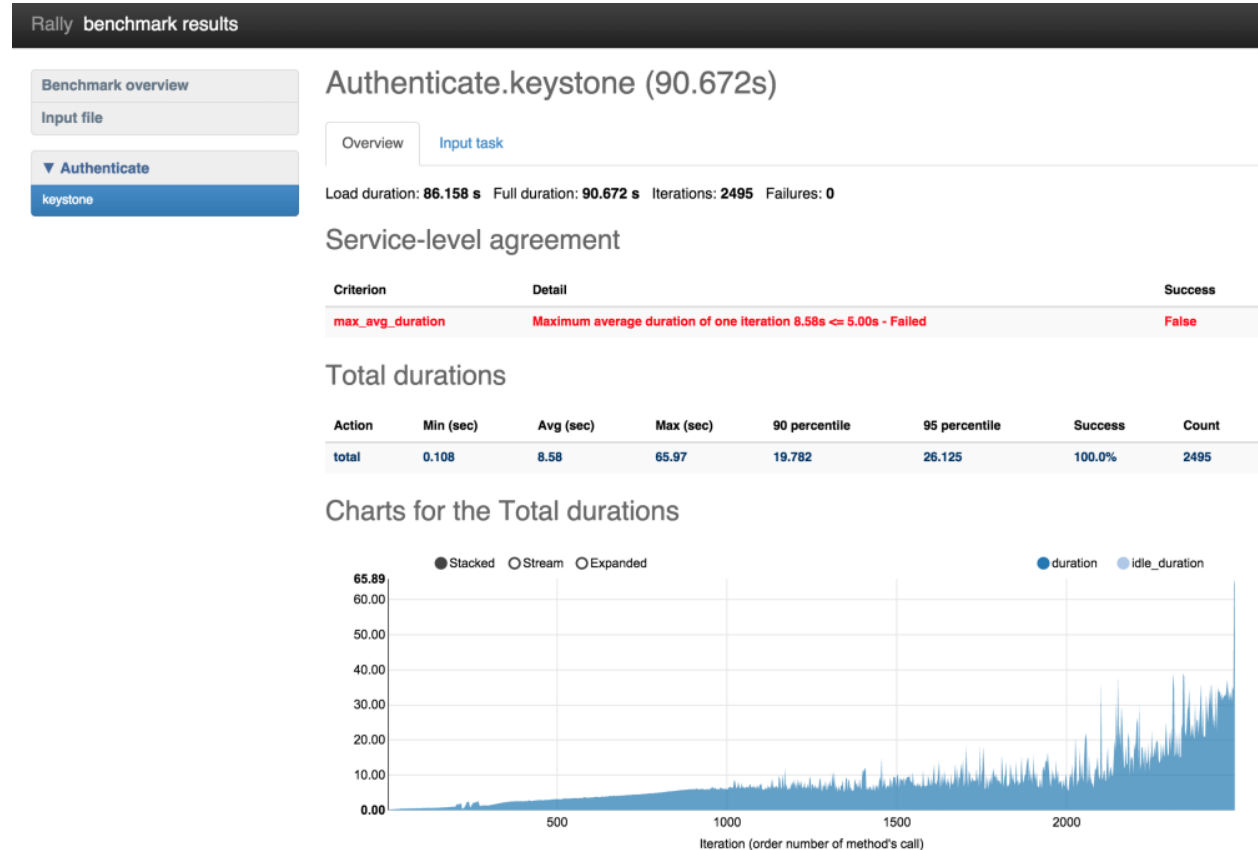 Rally benchmark results
Benchmark overview
Input file
▼ Authenticate
keystone
Authenticate.keystone (90.672s)
Overview Input task
Load duration: 86.158 s Full duration: 90.672 s Iterations: 2495 Failures: 0
Service-level agreement
Criterion Detail Success
max_avg_duration Maximum average duration of one iteration 8.58s <= 5.00s - Failed False
Total durations
Action Min (sec) Avg (sec) Max (sec) 90 percentile 95 percentile Success Count
total 0.108 8.58 65.97 19.782 26.125 100.0% 2495
Charts for the Total durations
Stacked Stream Expanded duration idle_duration
65.89
60.00
50.00
40.00
30.00
20.00
10.00
0.00
500 1000 1500 2000
Iteration (order number of method's call)